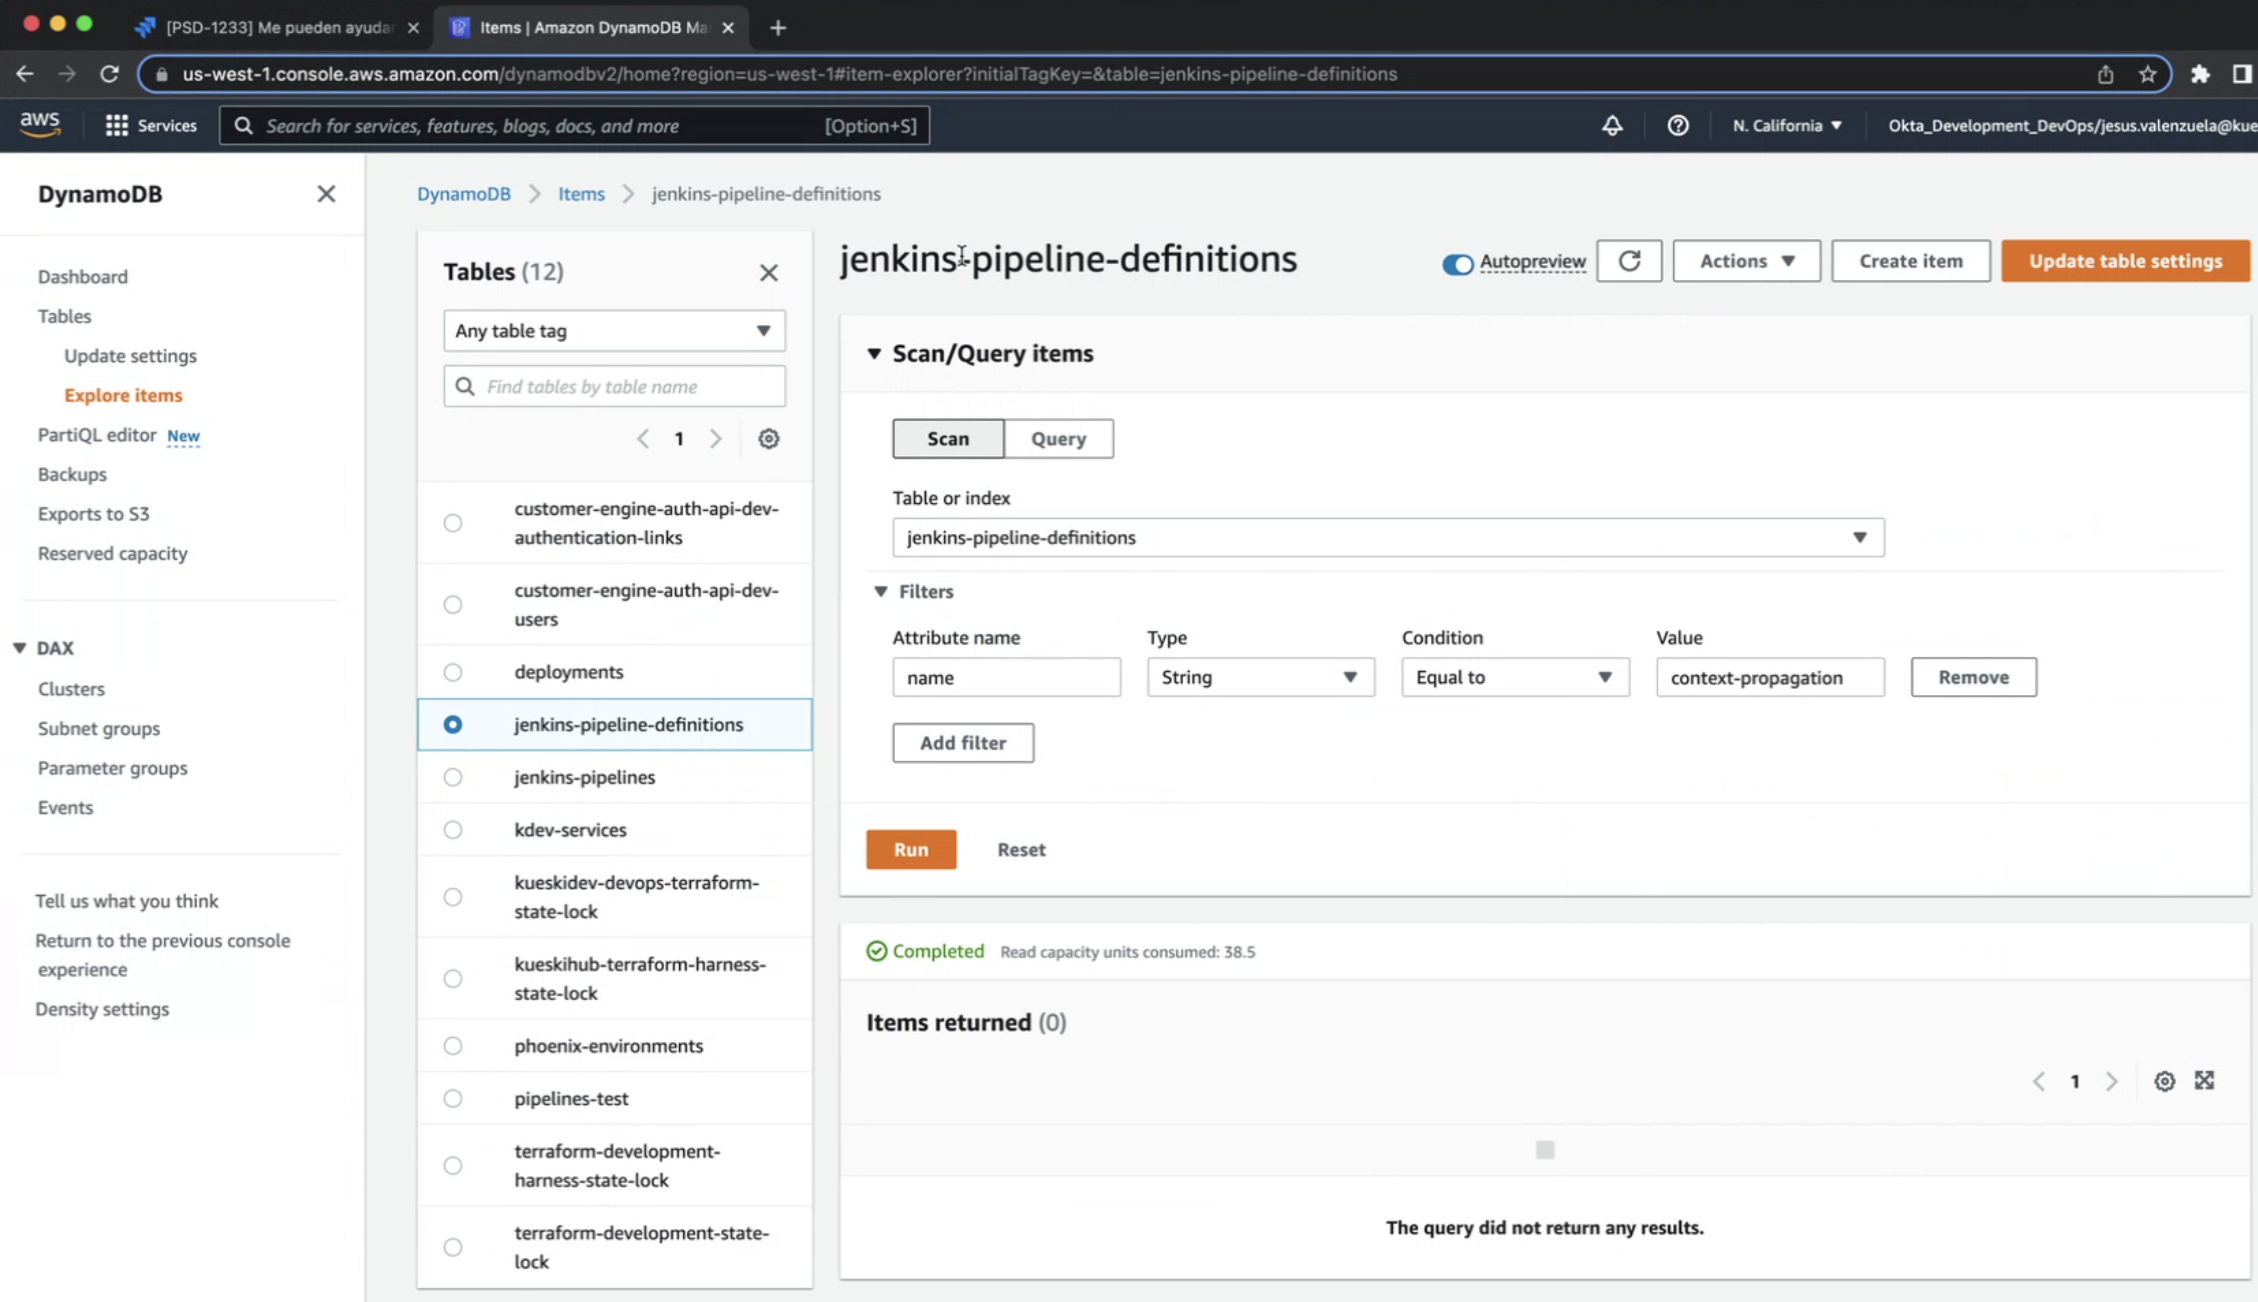 [PSD-1233] Me pueden ayudar
Items | Amazon DynamoDB Ma
us-west-1.console.aws.amazon.com/dynamodbv2/home?region=us-west-1#item-explorer?initialTagKey=&table=jenkins-pipeline-definitions
aws
Services
Search for services, features, blogs, docs, and more
[Option+S]
N. California
Okta_Development_DevOps/jesus.valenzuela@kue
DynamoDB
Dashboard
Tables
Update settings
Explore items
PartiQL editor New
Backups
Exports to S3
Reserved capacity
DAX
Clusters
Subnet groups
Parameter groups
Events
Tell us what you think
Return to the previous console
experience
Density settings
DynamoDB > Items > jenkins-pipeline-definitions
Tables (12)
Any table tag
Find tables by table name
1
customer-engine-auth-api-dev-
authentication-links
customer-engine-auth-api-dev-
users
deployments
jenkins-pipeline-definitions
jenkins-pipelines
kdev-services
kueskidev-devops-terraform-
state-lock
kueskihub-terraform-harness-
state-lock
phoenix-environments
pipelines-test
terraform-development-
harness-state-lock
terraform-development-state-
lock
jenkins-pipeline-definitions
Autopreview
Actions
Create item
Update table settings
Scan/Query items
Scan
Query
Table or index
jenkins-pipeline-definitions
Filters
Attribute name
Type
Condition
Value
name
String
Equal to
context-propagation
Remove
Add filter
Run
Reset
Completed
Read capacity units consumed: 38.5
Items returned (0)
1
The query did not return any results.